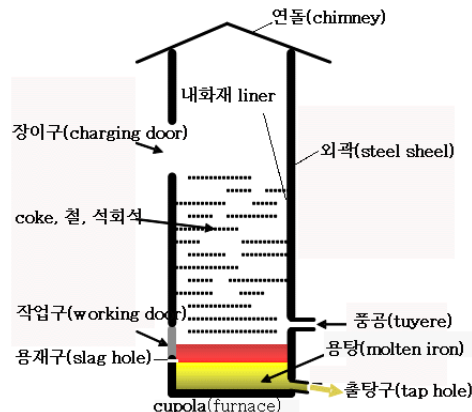 연돌(chimney)
내화재 liner
장이구(charging door)
외곽(steel sheel)
coke, 철, 석회석
작업구(working door)
풍공(tuyere)
용재구(slag hole)
용탕(molten iron)
출탕구(tap hole)
cupola(furnace)